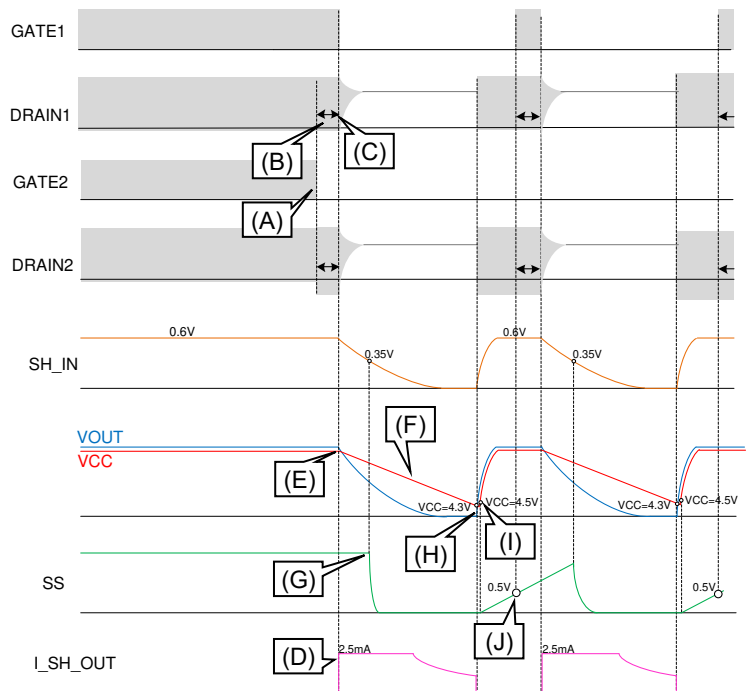 GATE1
DRAIN1
(B)
(C)
GATE2
(A)
DRAIN2
0.6V
0.6V
0.35V
0.35V
SH_IN
VOUT
VCC
(F)
(E)
VCC=4.3V
VCC=4.5V
VCC=4.3V
VCC=4.5V
(H)
(I)
(G)
SS
0.5V
0.5V
(J)
(D)
2.5mA
2.5mA
I_SH_OUT